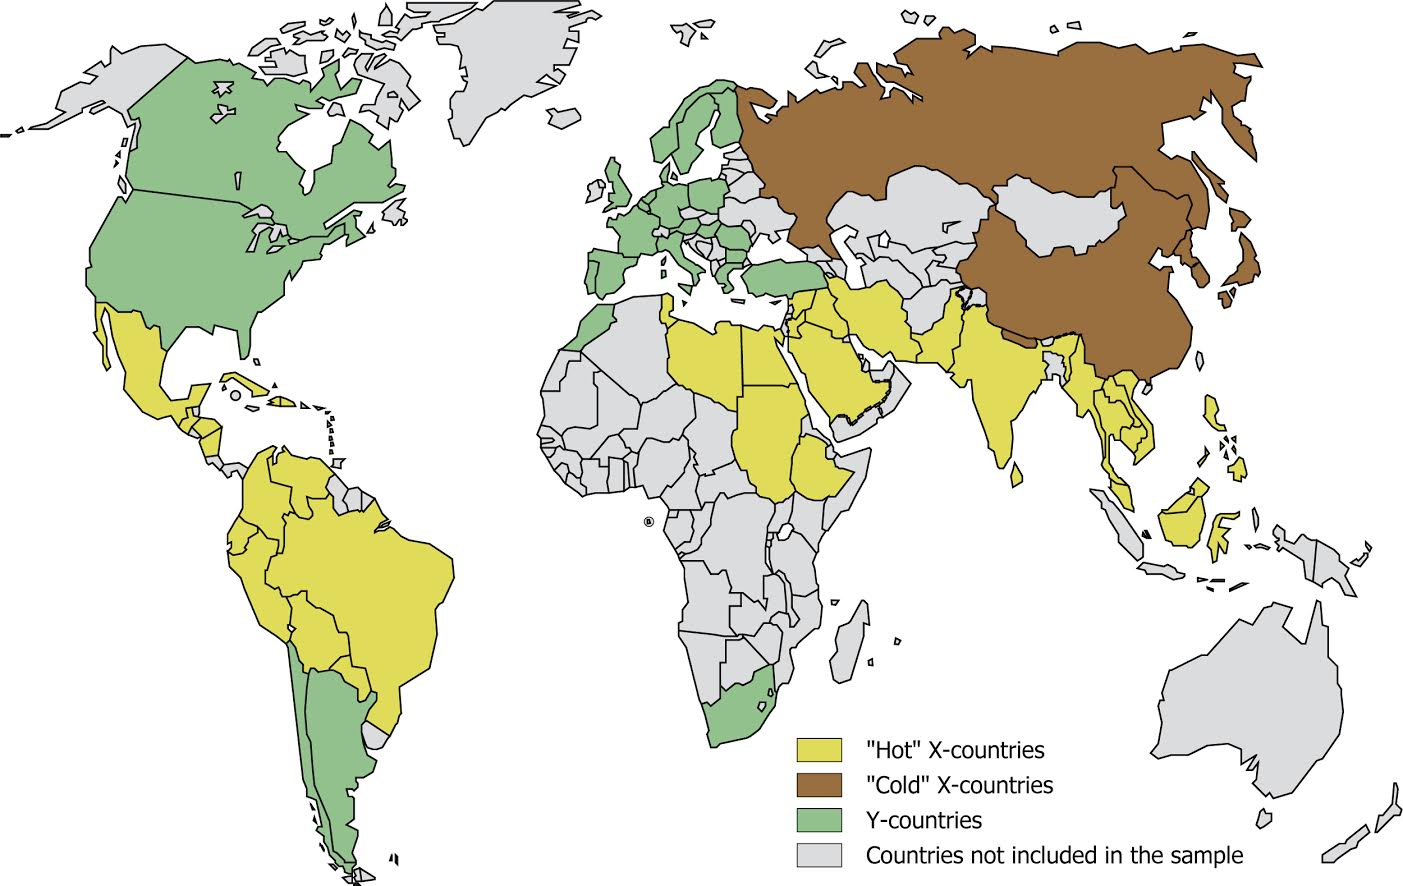 "Hot" X-countries
"Cold" X-countries
Y-countries
Countries not included in the sample